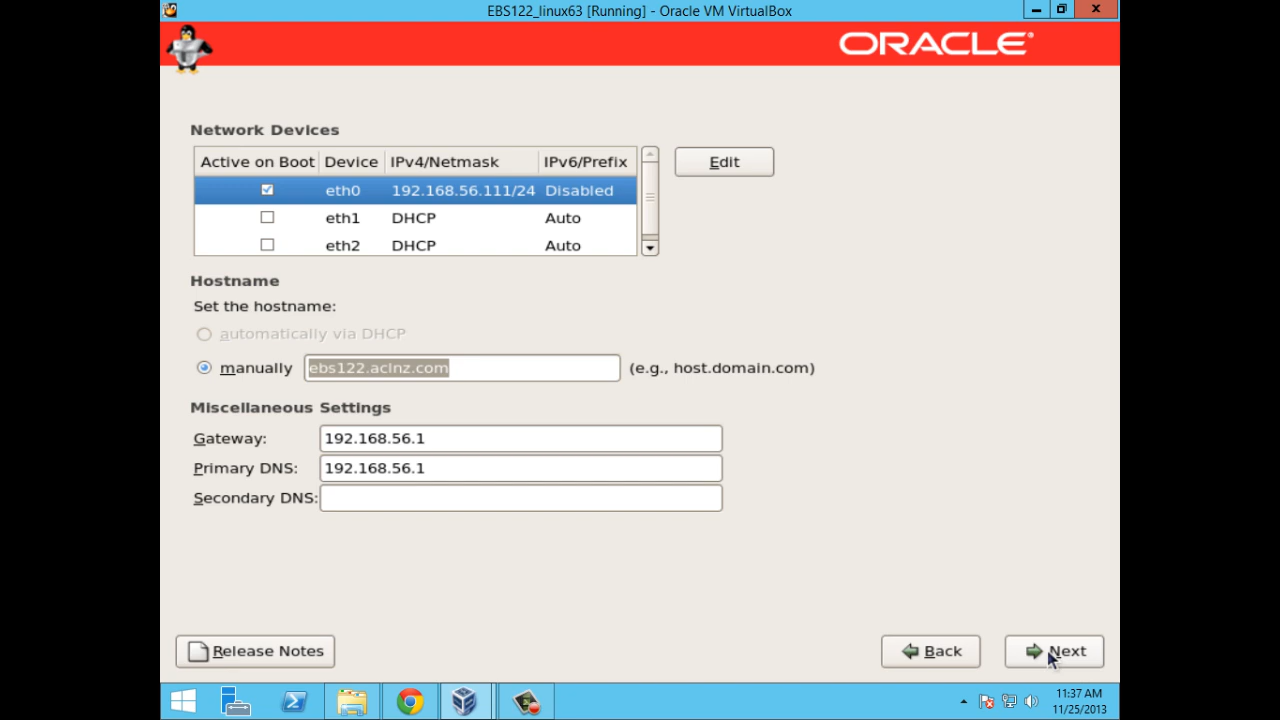 EBS122_linux63 [Running] - Oracle VM VirtualBox
ORACLE®
Network Devices
Active on Boot Device IPv4/Netmask IPv6/Prefix
Edit
eth0 192.168.56.111/24 Disabled
eth1 DHCP Auto
eth2 DHCP Auto
Hostname
Set the hostname:
automatically via DHCP
manually ebs122.aclnz.com (e.g., host.domain.com)
Miscellaneous Settings
Gateway: 192.168.56.1
Primary DNS: 192.168.56.1
Secondary DNS:
Release Notes Back Next
11:37 AM
11/25/2013